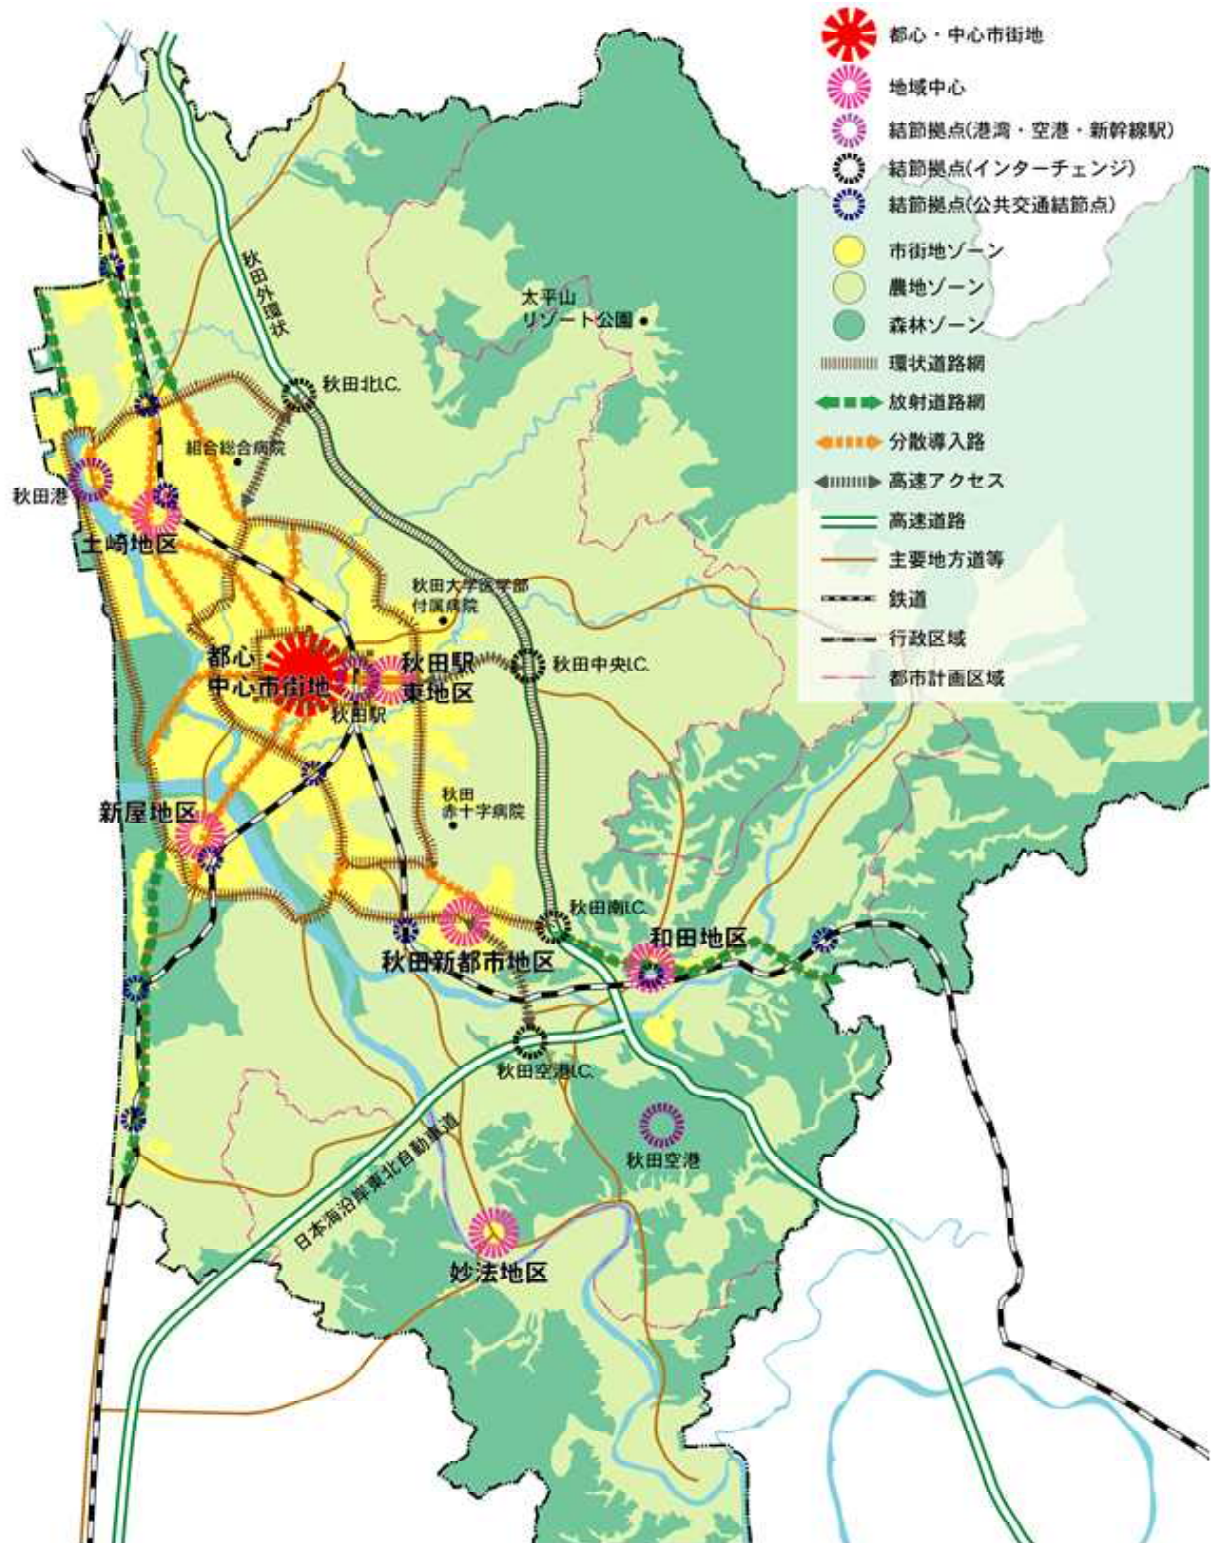 都心・中心市街地
地域中心
結節拠点(港湾・空港・新幹線駅)
結節拠点(インターチェンジ)
結節拠点(公共交通結節点)
市街地ゾーン
農地ゾーン
森林ゾーン
環状道路網
放射道路網
分散導入路
高速アクセス
高速道路
主要地方道等
鉄道
行政区域
都市計画区域
秋田外環状
太平山
リゾート公園
秋田北I.C.
組合総合病院
秋田港
土崎地区
秋田大学医学部
付属病院
都心・
中心市街地
秋田駅
東地区
秋田駅
秋田中央I.C.
新屋地区
秋田
赤十字病院
秋田南I.C.
和田地区
秋田新都市地区
秋田空港I.C.
秋田空港
日本海沿岸東北自動車道
妙法地区